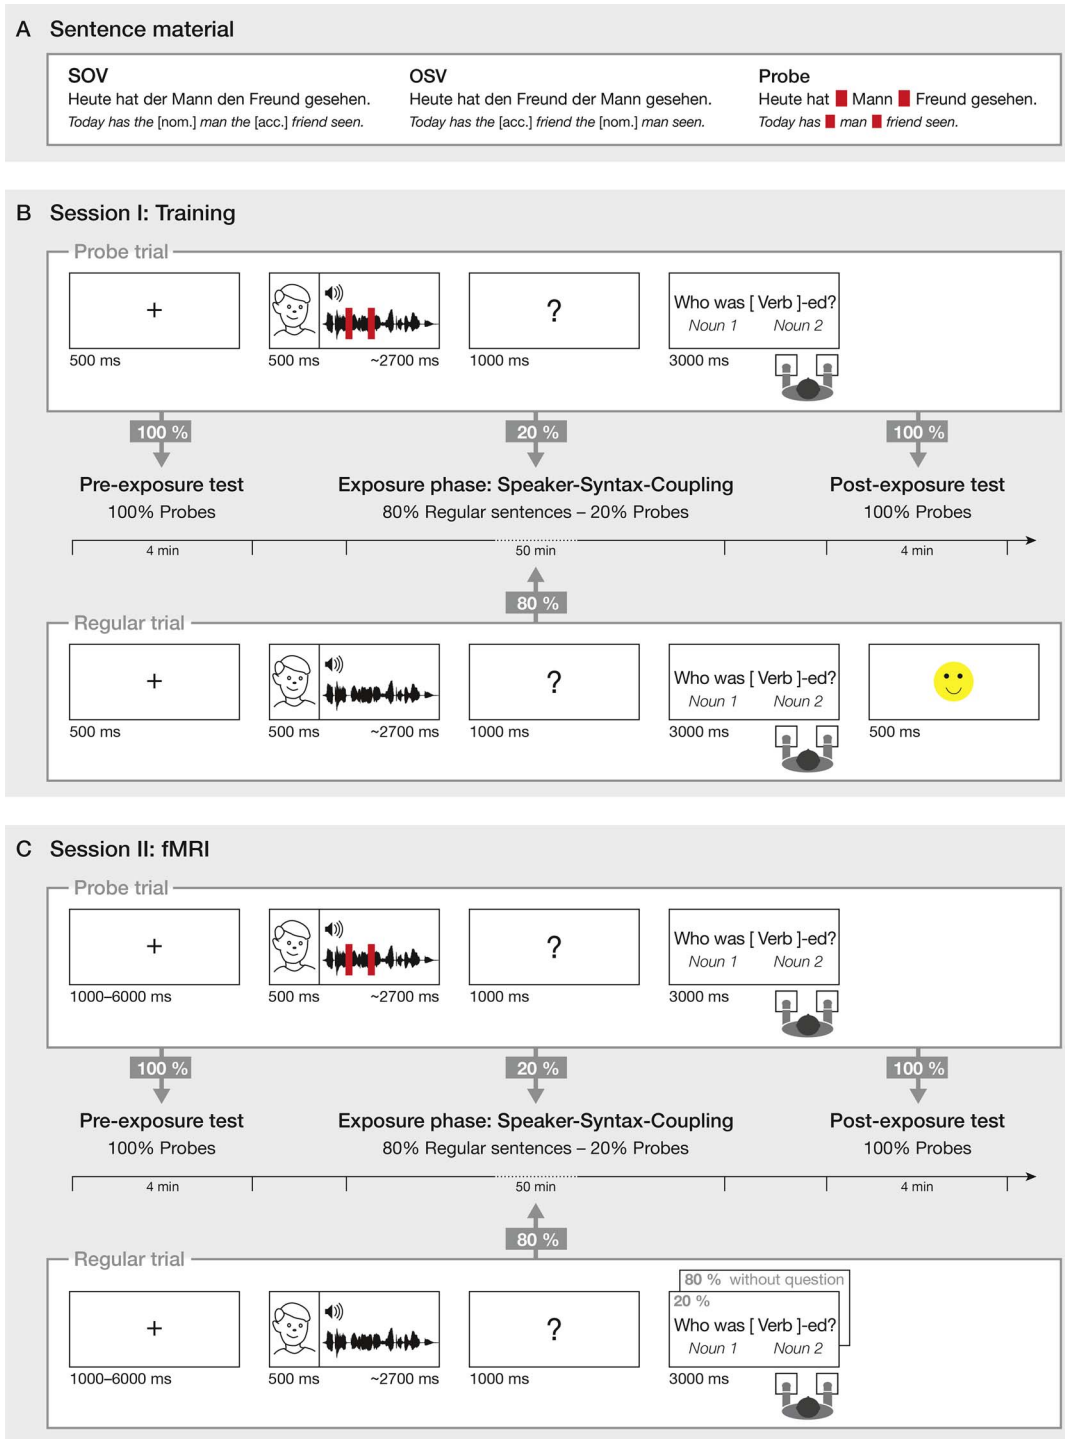 A Sentence material
SOV
Heute hat der Mann den Freund gesehen.
Today has the [nom.] man the [acc.] friend seen.
OSV
Heute hat den Freund der Mann gesehen.
Today has the [acc.] friend the [nom.] man seen.
Probe
Heute hat Mann Freund gesehen.
Today has man friend seen.
B Session I: Training
Probe trial
+
500 ms
500 ms ~2700 ms
?
1000 ms
Who was [ Verb ]-ed?
Noun 1 Noun 2
3000 ms
100 % 20 % 100 %
Pre-exposure test
100% Probes
Exposure phase: Speaker-Syntax-Coupling
80% Regular sentences – 20% Probes
Post-exposure test
100% Probes
4 min 50 min 4 min
80 %
Regular trial
+
500 ms
500 ms ~2700 ms
?
1000 ms
Who was [ Verb ]-ed?
Noun 1 Noun 2
3000 ms
500 ms
C Session II: fMRI
Probe trial
+
1000–6000 ms
500 ms ~2700 ms
?
1000 ms
Who was [ Verb ]-ed?
Noun 1 Noun 2
3000 ms
100 % 20 % 100 %
Pre-exposure test
100% Probes
Exposure phase: Speaker-Syntax-Coupling
80% Regular sentences – 20% Probes
Post-exposure test
100% Probes
4 min 50 min 4 min
80 %
Regular trial
+
1000–6000 ms
500 ms ~2700 ms
?
1000 ms
80 % without question
20 %
Who was [ Verb ]-ed?
Noun 1 Noun 2
3000 ms